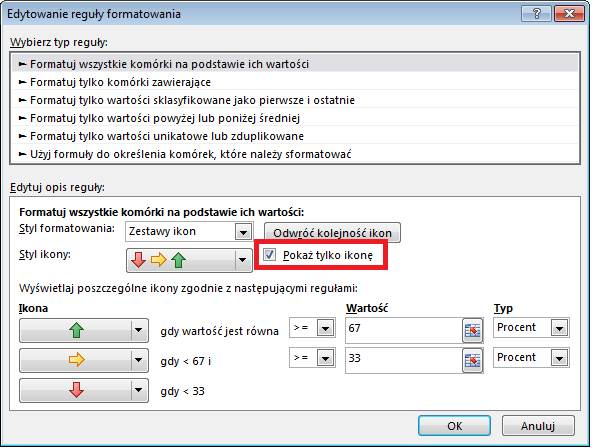 Edytowanie reguły formatowania
Wybierz typ reguły:
► Formatuj wszystkie komórki na podstawie ich wartości
► Formatuj tylko komórki zawierające
► Formatuj tylko wartości sklasyfikowane jako pierwsze i ostatnie
► Formatuj tylko wartości powyżej lub poniżej średniej
► Formatuj tylko wartości unikatowe lub zduplikowane
► Użyj formuły do określenia komórek, które należy sformatować
Edytuj opis reguły:
Formatuj wszystkie komórki na podstawie ich wartości:
Styl formatowania: Zestawy ikon Odwróć kolejność ikon
Styl ikony: Pokaż tylko ikonę
Wyświetlaj poszczególne ikony zgodnie z następującymi regułami:
Ikona Wartość Typ
gdy wartość jest równa >= 67 Procent
gdy < 67 i >= 33 Procent
gdy < 33
OK Anuluj